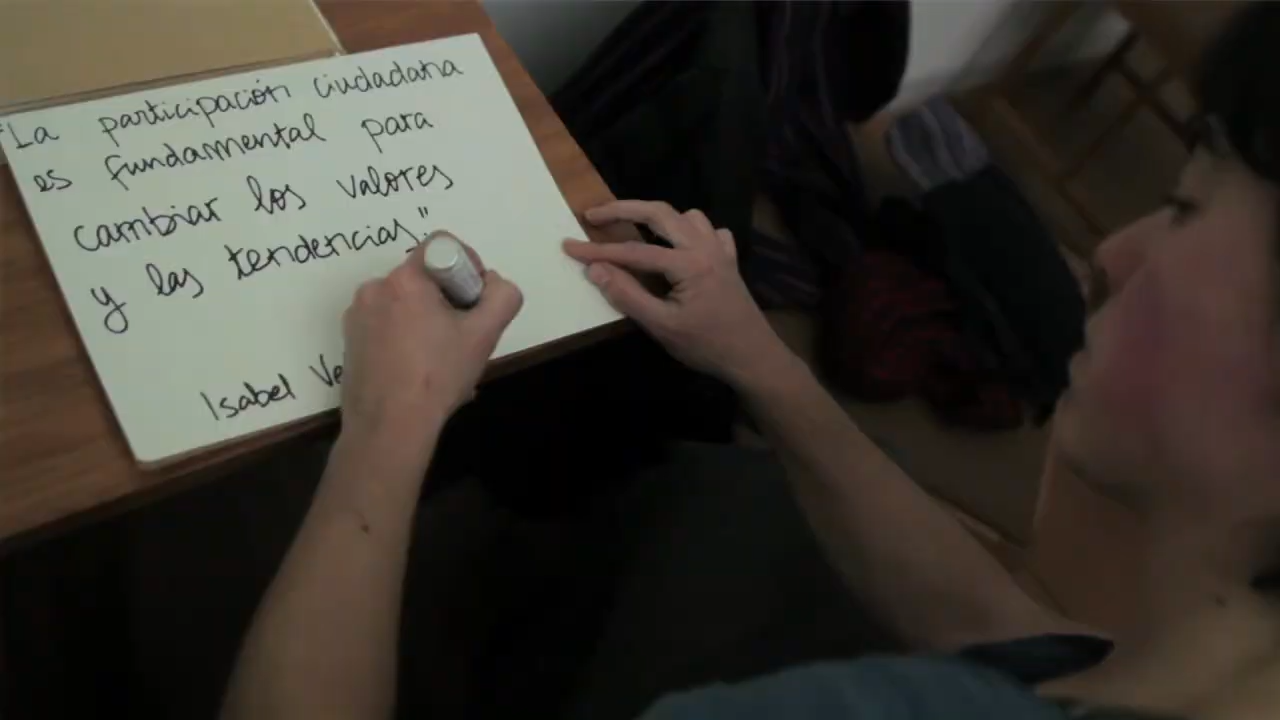 "La participación ciudadana
es fundamental para
cambiar los valores
y las tendencias."
Isabel Ve